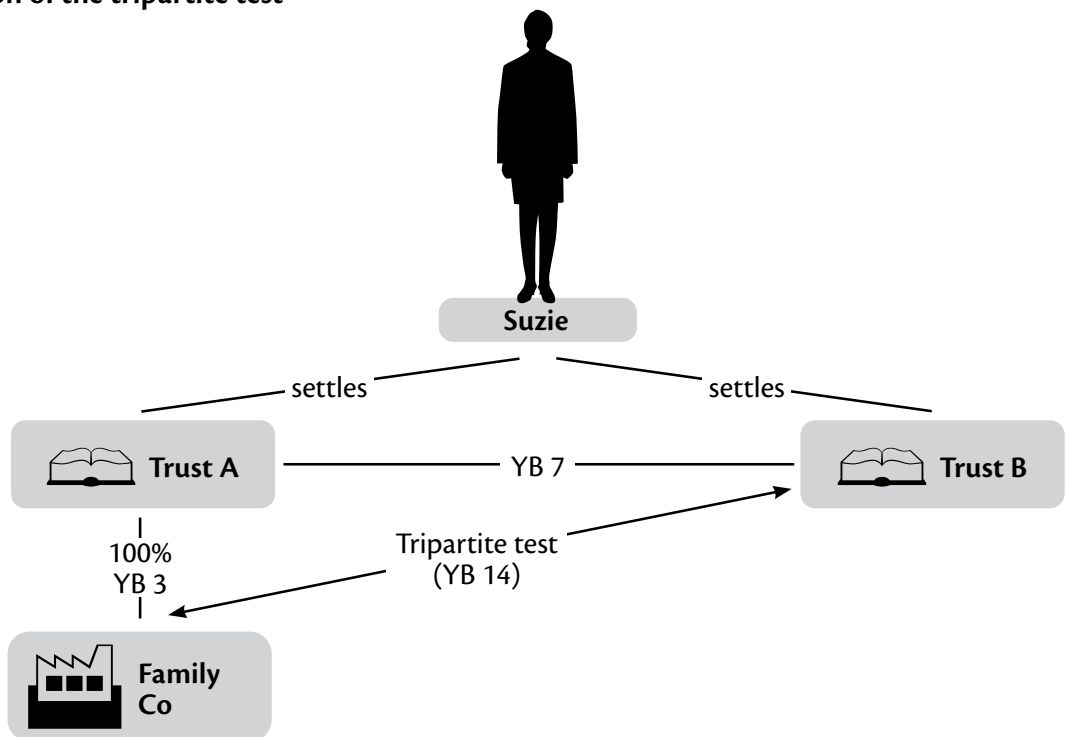 on of the tripartite test
Suzie
settles
settles
Trust A
YB 7
Trust B
Tripartite test
(YB 14)
100%
YB 3
Family
Co